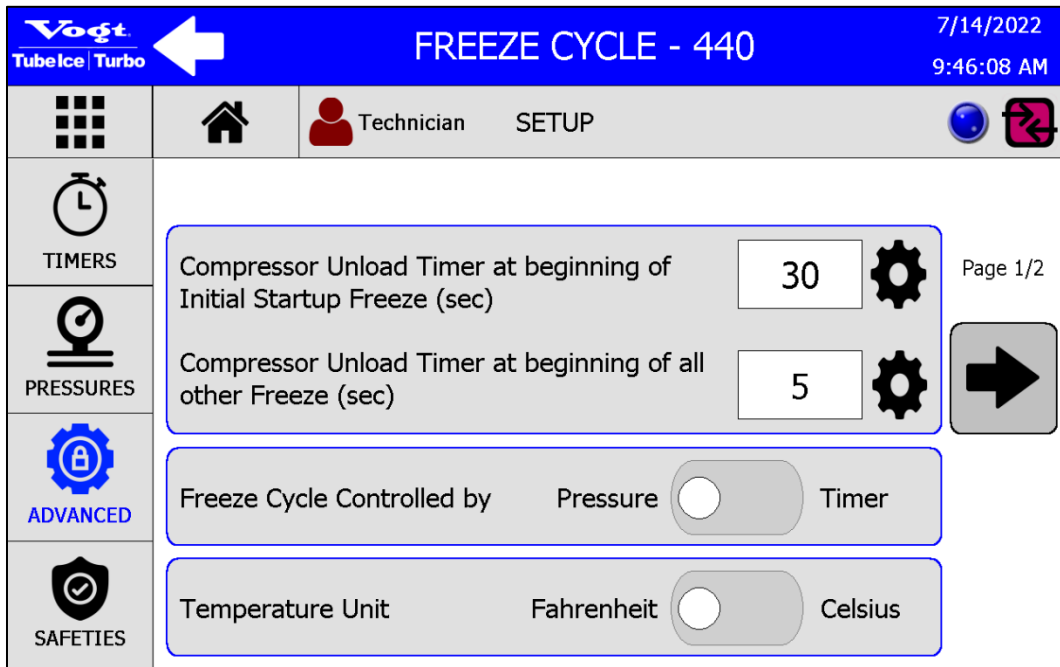 Vogt.
TubeIce | Turbo
FREEZE CYCLE - 440
7/14/2022
9:46:08 AM
Technician
SETUP
TIMERS
Compressor Unload Timer at beginning of
Initial Startup Freeze (sec)
30
Page 1/2
PRESSURES
Compressor Unload Timer at beginning of all
other Freeze (sec)
5
ADVANCED
Freeze Cycle Controlled by
Pressure
Timer
SAFETIES
Temperature Unit
Fahrenheit
Celsius